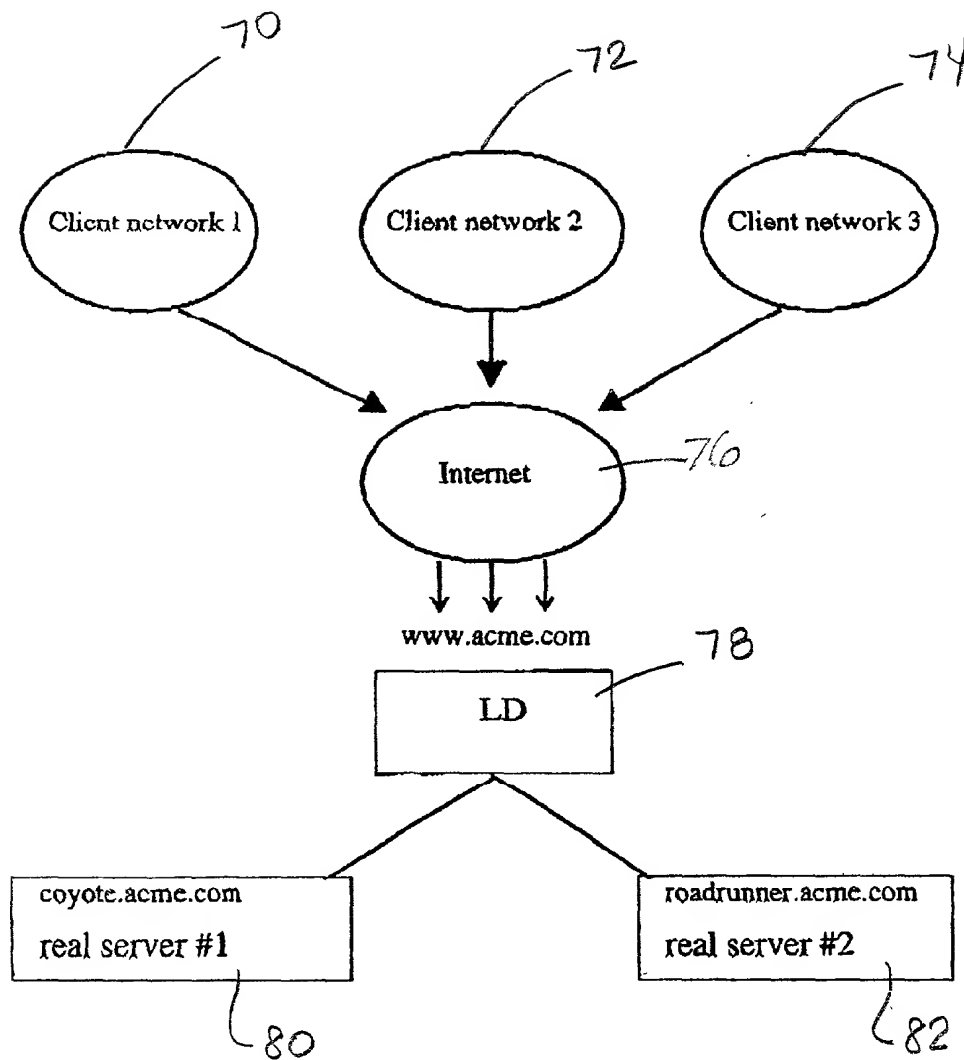 70
72
74
Client network 1
Client network 2
Client network 3
Internet
76
www.acme.com
78
LD
coyote.acme.com
real server #1
roadrunner.acme.com
real server #2
80
82